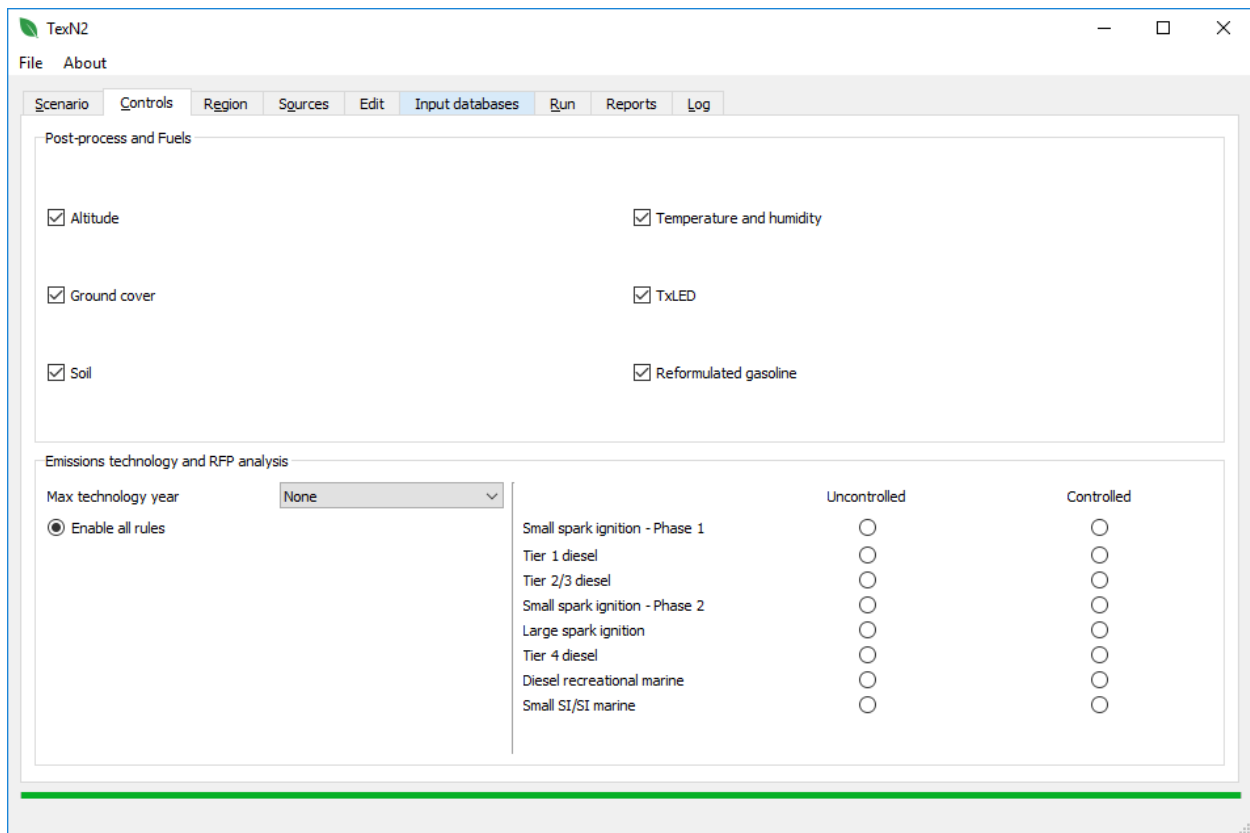 TexN2
File About
Scenario Controls Region Sources Edit Input databases Run Reports Log
Post-process and Fuels
Altitude Temperature and humidity
Ground cover TxLED
Soil Reformulated gasoline
Emissions technology and RFP analysis
Max technology year None Uncontrolled Controlled
Enable all rules Small spark ignition - Phase 1
Tier 1 diesel
Tier 2/3 diesel
Small spark ignition - Phase 2
Large spark ignition
Tier 4 diesel
Diesel recreational marine
Small SI/SI marine